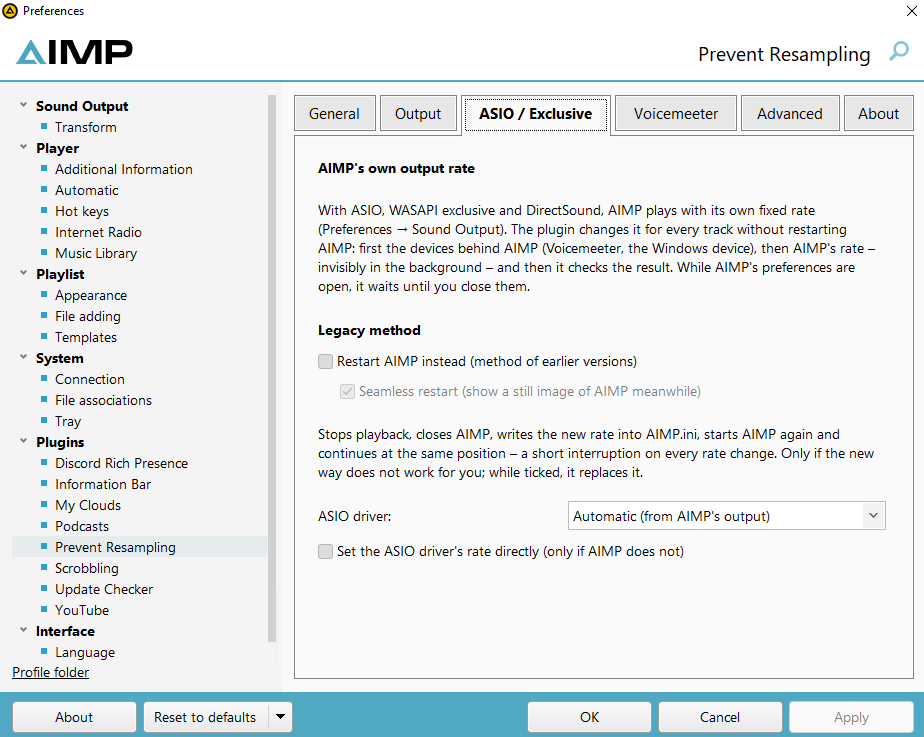 Preferences
AIMP
Prevent Resampling
Sound Output
Transform
Player
Additional Information
Automatic
Hot keys
Internet Radio
Music Library
Playlist
Appearance
File adding
Templates
System
Connection
File associations
Tray
Plugins
Discord Rich Presence
Information Bar
My Clouds
Podcasts
Prevent Resampling
Scrobbling
Update Checker
YouTube
Interface
Language
Profile folder
General Output ASIO / Exclusive Voicemeeter Advanced About
AIMP's own output rate
With ASIO, WASAPI exclusive and DirectSound, AIMP plays with its own fixed rate
(Preferences → Sound Output). The plugin changes it for every track without restarting
AIMP: first the devices behind AIMP (Voicemeeter, the Windows device), then AIMP's rate –
invisibly in the background – and then it checks the result. While AIMP's preferences are
open, it waits until you close them.
Legacy method
Restart AIMP instead (method of earlier versions)
Seamless restart (show a still image of AIMP meanwhile)
Stops playback, closes AIMP, writes the new rate into AIMP.ini, starts AIMP again and
continues at the same position – a short interruption on every rate change. Only if the new
way does not work for you; while ticked, it replaces it.
ASIO driver: Automatic (from AIMP's output)
Set the ASIO driver's rate directly (only if AIMP does not)
About Reset to defaults OK Cancel Apply